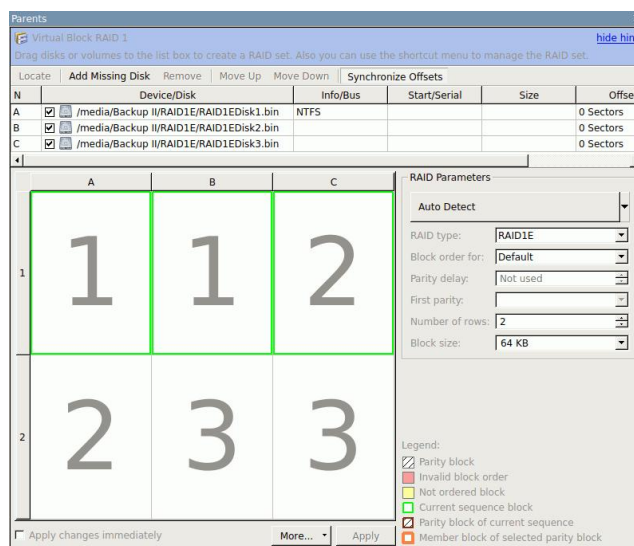 Parents
Virtual Block RAID 1
hide hin
Drag disks or volumes to the list box to create a RAID set. Also you can use the shortcut menu to manage the RAID set.
Locate Add Missing Disk Remove Move Up Move Down Synchronize Offsets
N Device/Disk Info/Bus Start/Serial Size Offse
A /media/Backup II/RAID1E/RAID1EDisk1.bin NTFS 0 Sectors
B /media/Backup II/RAID1E/RAID1EDisk2.bin 0 Sectors
C /media/Backup II/RAID1E/RAID1EDisk3.bin 0 Sectors
A B C
1 1 1 2
2 2 3 3
RAID Parameters
Auto Detect
RAID type: RAID1E
Block order for: Default
Parity delay: Not used
First parity:
Number of rows: 2
Block size: 64 KB
Legend:
Parity block
Invalid block order
Not ordered block
Current sequence block
Parity block of current sequence
Member block of selected parity block
Apply changes immediately More... Apply